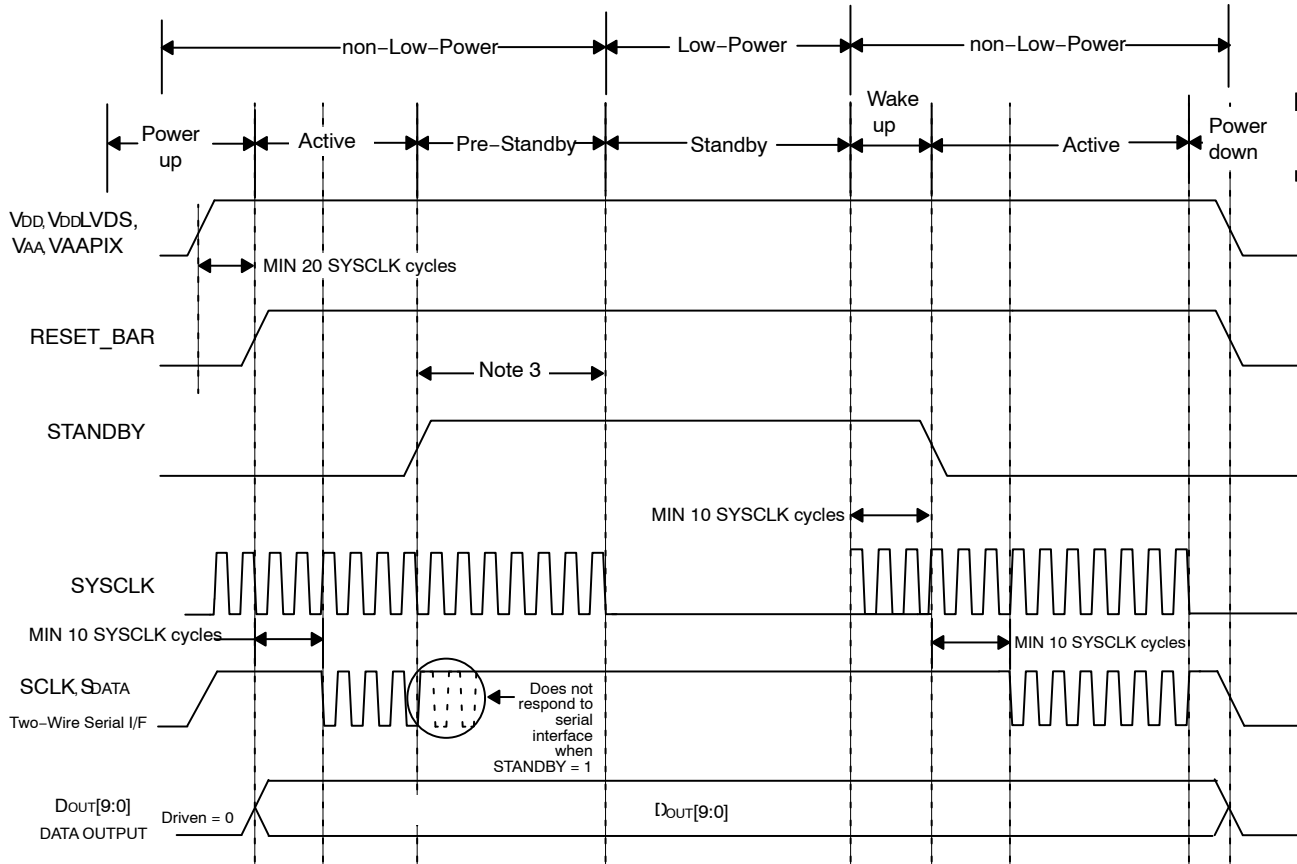 non−Low−Power
Low−Power
non−Low−Power
Power
up
Active
Pre−Standby
Standby
Wake
up
Active
Power
down
VDD, VDDLVDS,
VAA, VAAPIX
MIN 20 SYSCLK cycles
RESET_BAR
Note 3
STANDBY
MIN 10 SYSCLK cycles
SYSCLK
MIN 10 SYSCLK cycles
MIN 10 SYSCLK cycles
SCLK, SDATA
Two−Wire Serial I/F
Does not
respond to
serial
interface
when
STANDBY = 1
DOUT[9:0]
DATA OUTPUT
Driven = 0
DOUT[9:0]